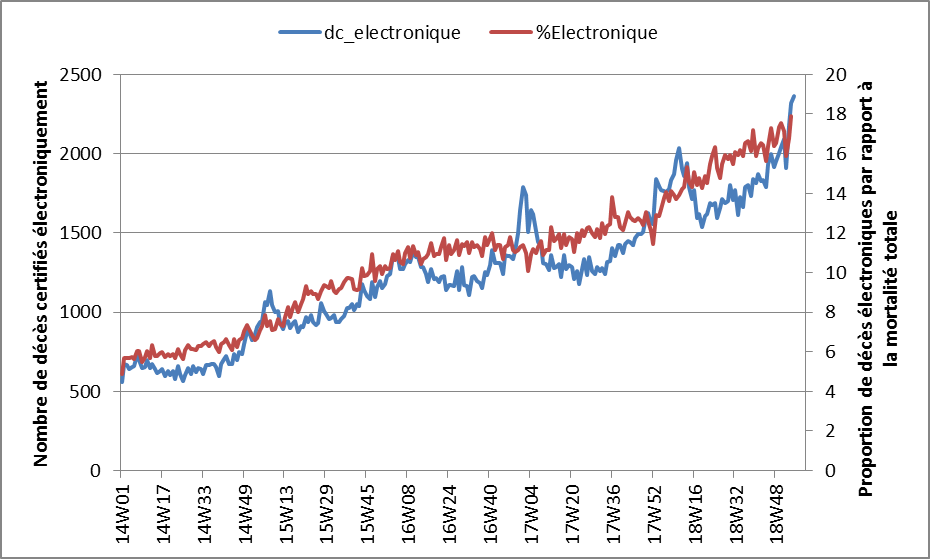 dc_electronique %Electronique
Nombre de décès certifiés électroniquement
2500
2000
1500
1000
500
0
20
18
16
14
12
10
8
6
4
2
0
Proportion de décès électroniques par rapport à
la mortalité totale
14W01
14W17
14W33
14W49
15W13
15W29
15W45
16W08
16W24
16W40
17W04
17W20
17W36
17W52
18W16
18W32
18W48